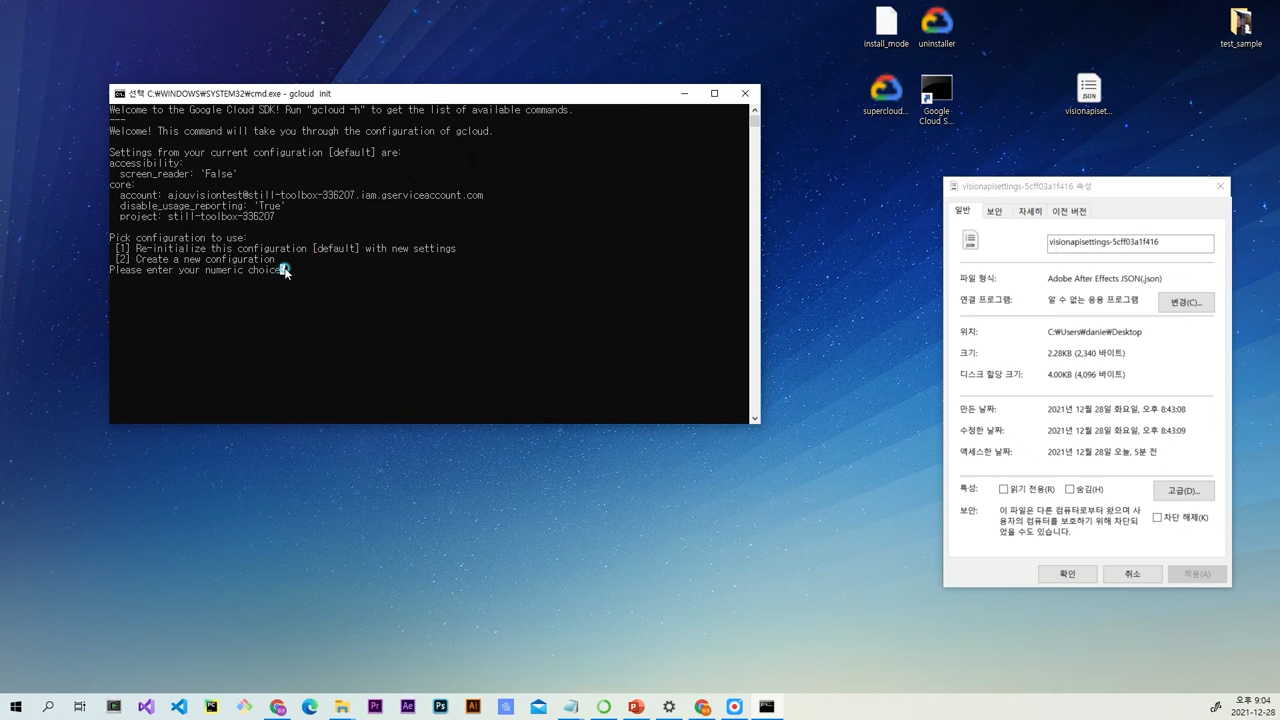 install_mode
uninstaller
test_sample
supercloud...
Google
Cloud S...
visionapiset...
선택 C:₩WINDOWS₩SYSTEM32₩cmd.exe - gcloud  init
Welcome to the Google Cloud SDK! Run "gcloud -h" to get the list of available commands.
---
Welcome! This command will take you through the configuration of gcloud.
Settings from your current configuration [default] are:
accessibility:
screen_reader: 'False'
core:
account: ajouvisiontest@still-toolbox-336207.iam.gserviceaccount.com
disable_usage_reporting: 'True'
project: still-toolbox-336207
Pick configuration to use:
[1] Re-initialize this configuration [default] with new settings
[2] Create a new configuration
Please enter your numeric choice
visionapisettings-5cff03a1f416 속성
일반 보안 자세히 이전 버전
JSON
visionapisettings-5cff03a1f416
파일 형식: Adobe After Effects JSON(.json)
연결 프로그램: 알 수 없는 응용 프로그램 변경(C)...
위치: C:₩Users₩danie₩Desktop
크기: 2.28KB (2,340 바이트)
디스크 할당 크기: 4.00KB (4,096 바이트)
만든 날짜: 2021년 12월 28일 화요일, 오후 8:43:08
수정한 날짜: 2021년 12월 28일 화요일, 오후 8:43:09
액세스한 날짜: 2021년 12월 28일 오늘, 5분 전
특성: 읽기 전용(R) 숨김(H) 고급(D)...
보안: 이 파일은 다른 컴퓨터로부터 왔으며 사
용자의 컴퓨터를 보호하기 위해 차단되
었을 수도 있습니다.
차단 해제(K)
확인 취소 적용(A)
PC Pr Ae Ps Ai
오후 9:04
2021-12-28